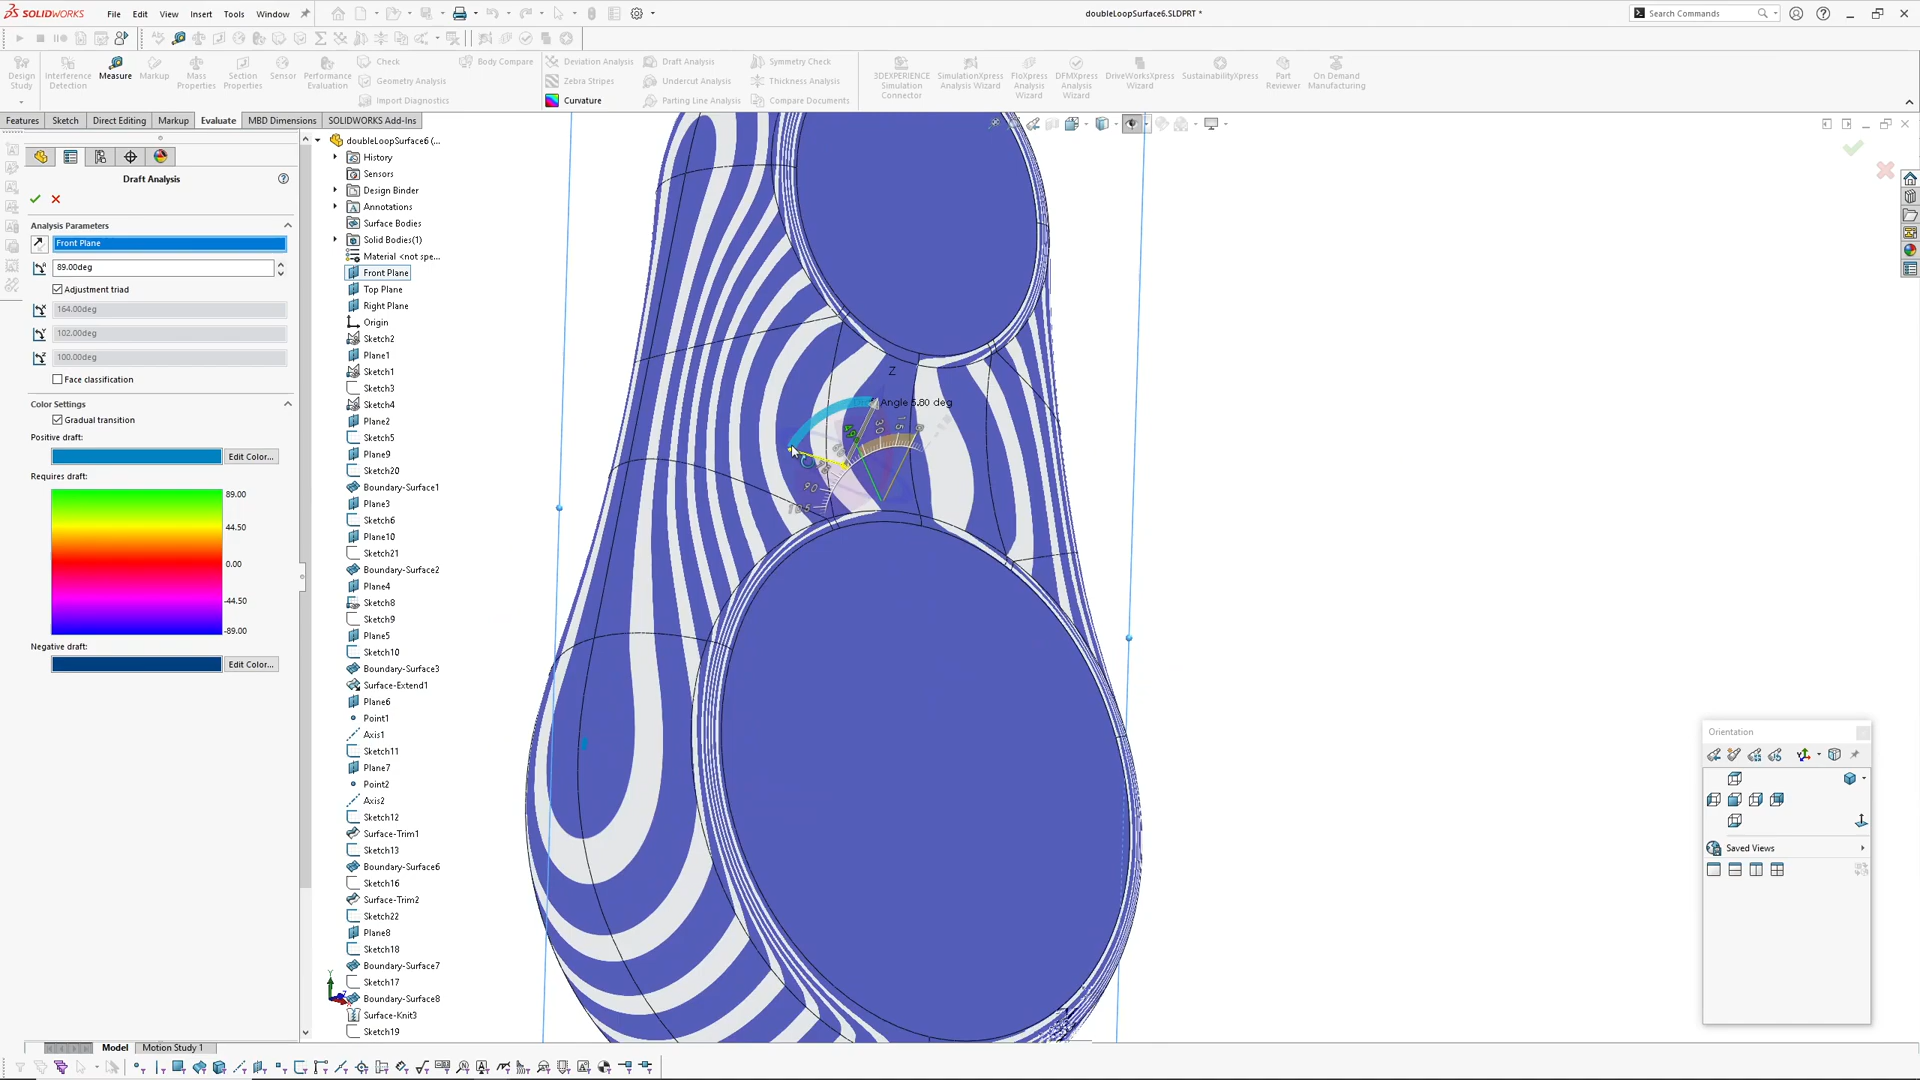 SOLIDWORKS File Edit View Insert Tools Window
doubleLoopSurface6.SLDPRT *
Search Commands
Design Study
Interference Detection
Measure
Markup
Mass Properties
Section Properties
Sensor
Performance Evaluation
Check
Geometry Analysis
Import Diagnostics
Body Compare
Deviation Analysis
Zebra Stripes
Curvature
Draft Analysis
Undercut Analysis
Parting Line Analysis
Symmetry Check
Thickness Analysis
Compare Documents
3DEXPERIENCE Simulation Connector
SimulationXpress Analysis Wizard
FloXpress Analysis Wizard
DFMXpress Analysis Wizard
DriveWorksXpress Wizard
SustainabilityXpress
Part Reviewer
On Demand Manufacturing
Features Sketch Direct Editing Markup Evaluate MBD Dimensions SOLIDWORKS Add-Ins
Draft Analysis
Analysis Parameters
Front Plane
89.00deg
Adjustment triad
164.00deg
102.00deg
100.00deg
Face classification
Color Settings
Gradual transition
Positive draft:
Edit Color...
Requires draft:
89.00
44.50
0.00
-44.50
-89.00
Negative draft:
Edit Color...
doubleLoopSurface6 (...
History
Sensors
Design Binder
Annotations
Surface Bodies
Solid Bodies(1)
Material <not spe...
Front Plane
Top Plane
Right Plane
Origin
Sketch2
Plane1
Sketch1
Sketch3
Sketch4
Plane2
Sketch5
Plane9
Sketch20
Boundary-Surface1
Plane3
Sketch6
Plane10
Sketch21
Boundary-Surface2
Plane4
Sketch8
Sketch9
Plane5
Sketch10
Boundary-Surface3
Surface-Extend1
Plane6
Point1
Axis1
Sketch11
Plane7
Point2
Axis2
Sketch12
Surface-Trim1
Sketch13
Boundary-Surface6
Sketch16
Surface-Trim2
Sketch22
Plane8
Sketch18
Boundary-Surface7
Sketch17
Boundary-Surface8
Surface-Knit3
Sketch19
Z
Angle 5.80 deg
30 15
90
105
Y
Orientation
Saved Views
Model Motion Study 1